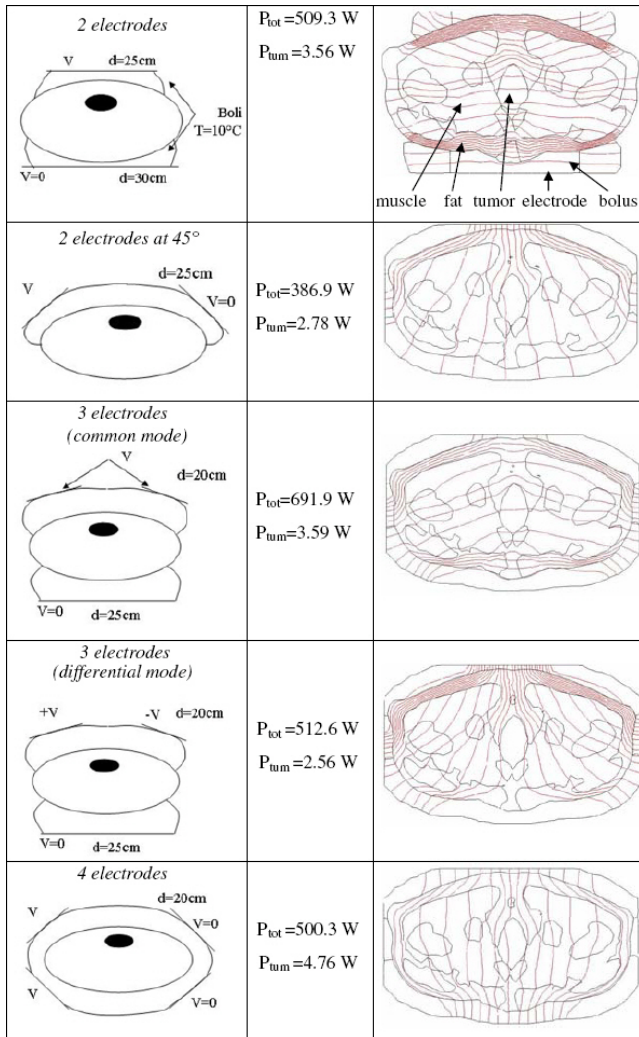 2 electrodes
V d=25cm
Boli
T=10°C
V=0 d=30cm
P_tot=509.3 W
P_tum=3.56 W
muscle fat tumor electrode bolus
2 electrodes at 45°
d=25cm
V
V=0
P_tot=386.9 W
P_tum=2.78 W
3 electrodes
(common mode)
V
d=20cm
V=0 d=25cm
P_tot=691.9 W
P_tum=3.59 W
3 electrodes
(differential mode)
+V -V d=20cm
V=0 d=25cm
P_tot=512.6 W
P_tum=2.56 W
4 electrodes
d=20cm
V
V=0
V
V=0
P_tot=500.3 W
P_tum=4.76 W